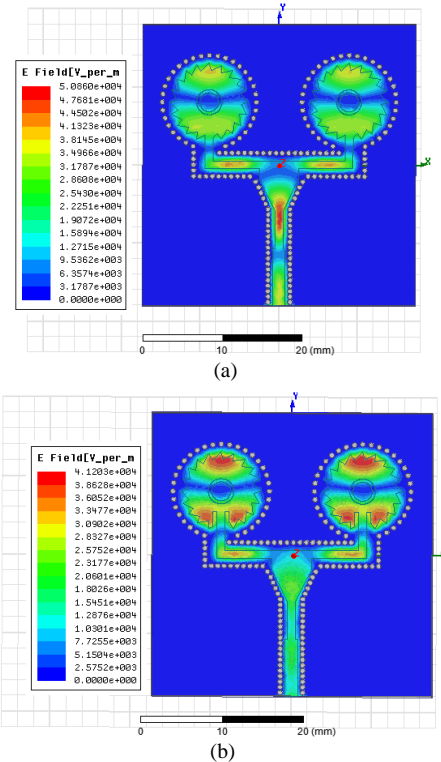 Y
E Field[V_per_m
5.0860e+004
4.7681e+004
4.4502e+004
4.1323e+004
3.8145e+004
3.4966e+004
3.1787e+004
2.8608e+004
2.5430e+004
2.2251e+004
1.9072e+004
1.5894e+004
1.2715e+004
9.5362e+003
6.3574e+003
3.1787e+003
0.0000e+000
X
0 10 20 (mm)
(a)
Y
E Field[V_per_m
4.1203e+004
3.8628e+004
3.6052e+004
3.3477e+004
3.0902e+004
2.8327e+004
2.5752e+004
2.3177e+004
2.0601e+004
1.8026e+004
1.5451e+004
1.2876e+004
1.0301e+004
7.7255e+003
5.1504e+003
2.5752e+003
0.0000e+000
0 10 20 (mm)
(b)